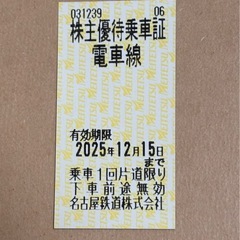 031239 06
株主優待乗車証
電車線
有効期限
2025年12月15日
まで
乗車1回片道限り
下車前途無効
名古屋鉄道株式会社